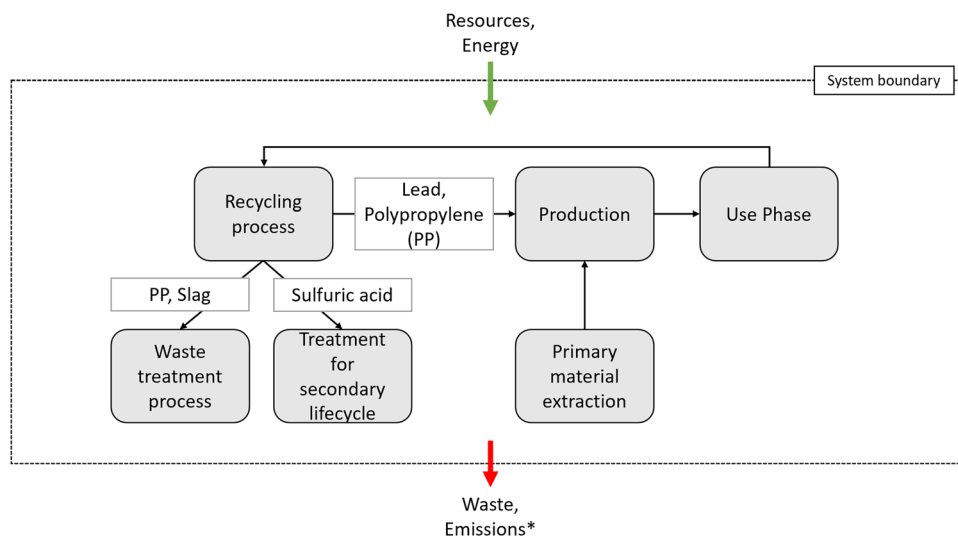 Resources,
Energy
System boundary
Recycling
process
Lead,
Polypropylene
(PP)
Production
Use Phase
PP, Slag
Sulfuric acid
Waste
treatment
process
Treatment
for
secondary
lifecycle
Primary
material
extraction
Waste,
Emissions*